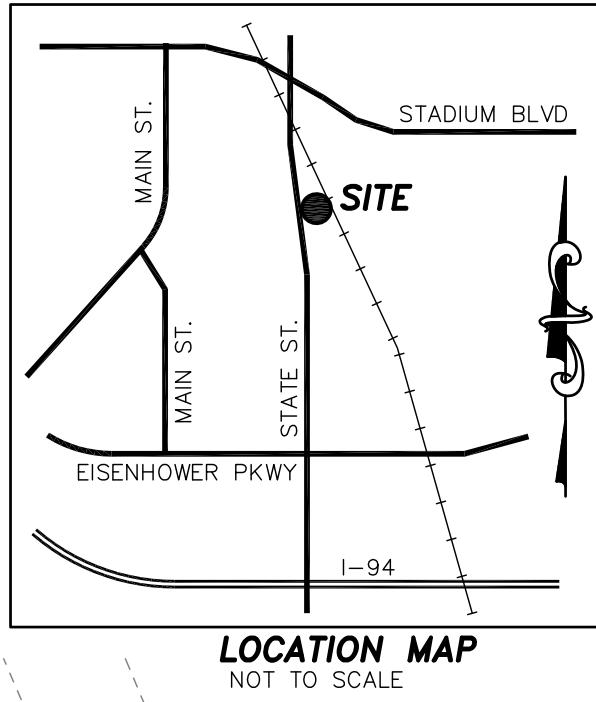 STADIUM BLVD
MAIN ST.
SITE
MAIN ST.
STATE ST.
EISENHOWER PKWY
I-94
LOCATION MAP
NOT TO SCALE